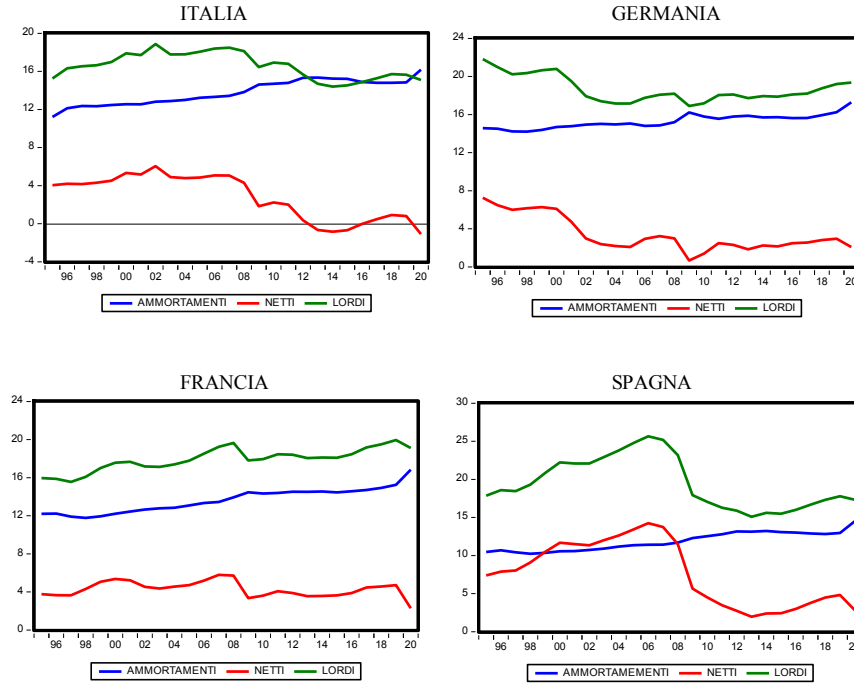 ITALIA
20
16
12
8
4
0
-4
96 98 00 02 04 06 08 10 12 14 16 18 20
AMMORTAMENTI NETTI LORDI
GERMANIA
24
20
16
12
8
4
0
96 98 00 02 04 06 08 10 12 14 16 18 20
AMMORTAMENTI NETTI LORDI
FRANCIA
24
20
16
12
8
4
0
96 98 00 02 04 06 08 10 12 14 16 18 20
AMMORTAMENTI NETTI LORDI
SPAGNA
30
25
20
15
10
5
0
96 98 00 02 04 06 08 10 12 14 16 18 20
AMMORTAMEMENTI NETTI LORDI